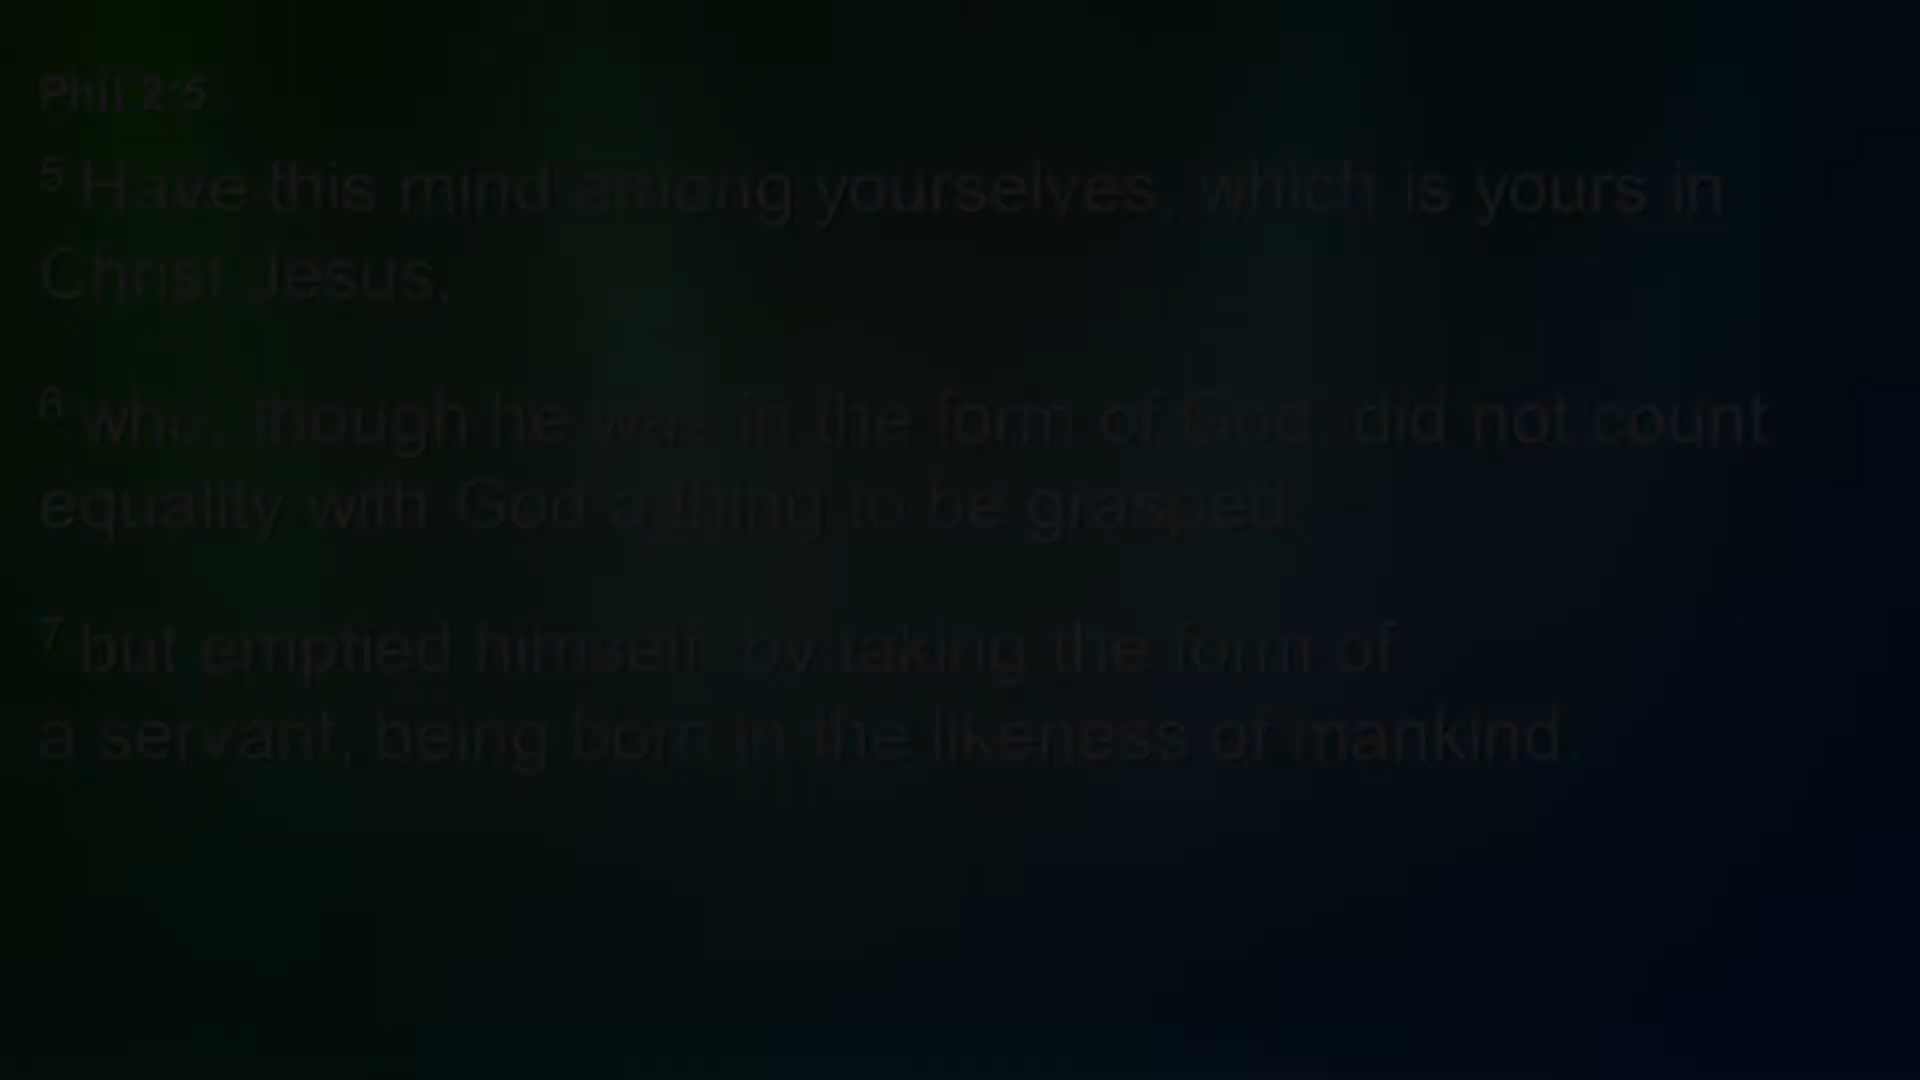 Phil 2:5
5 Have this mind among yourselves, which is yours in
Christ Jesus,
6 who, though he was in the form of God, did not count
equality with God a thing to be grasped,
7 but emptied himself, by taking the form of
a servant, being born in the likeness of mankind.